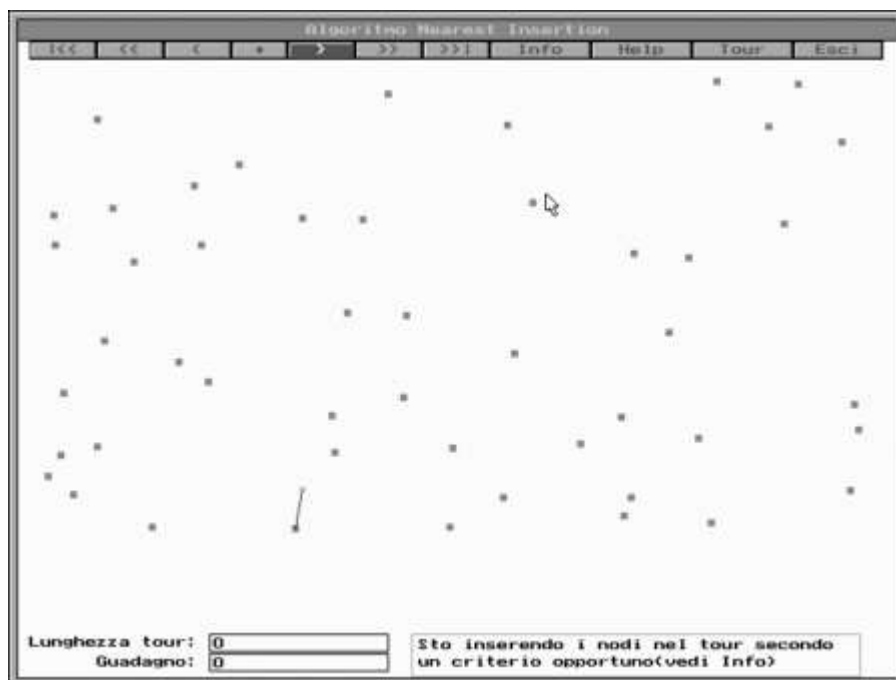 Algoritmo Nearest Insertion
I<< << < * > >> >>I Info Help Tour Esci
Lunghezza tour: 0
Guadagno: 0
Sto inserendo i nodi nel tour secondo
un criterio opportuno(vedi Info)